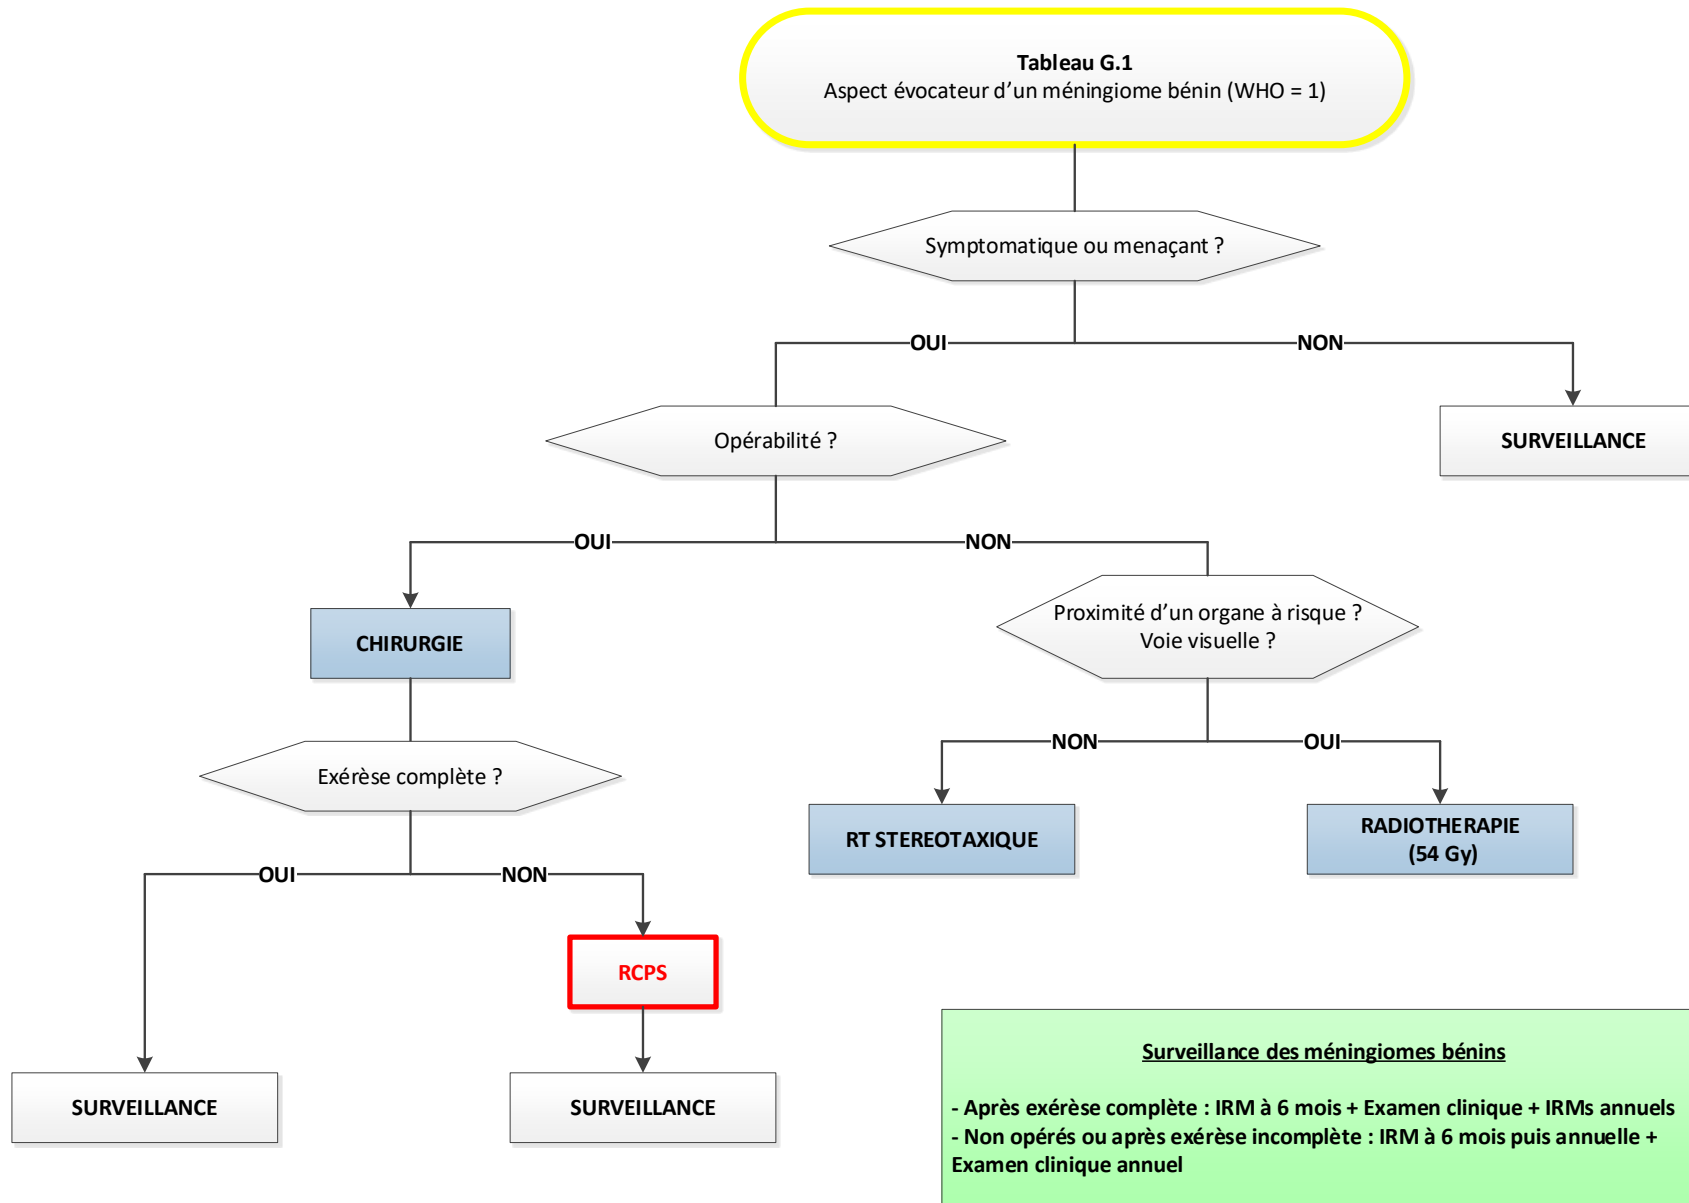 Tableau G.1
Aspect évocateur d’un méningiome bénin (WHO = 1)
Symptomatique ou menaçant ?
OUI
NON
Opérabilité ?
SURVEILLANCE
OUI
NON
CHIRURGIE
Proximité d’un organe à risque ?
Voie visuelle ?
NON
OUI
Exérèse complète ?
RT STEREOTAXIQUE
RADIOTHERAPIE
(54 Gy)
OUI
NON
RCPS
SURVEILLANCE
SURVEILLANCE
Surveillance des méningiomes bénins
- Après exérèse complète : IRM à 6 mois + Examen clinique + IRMs annuels
- Non opérés ou après exérèse incomplète : IRM à 6 mois puis annuelle +
Examen clinique annuel